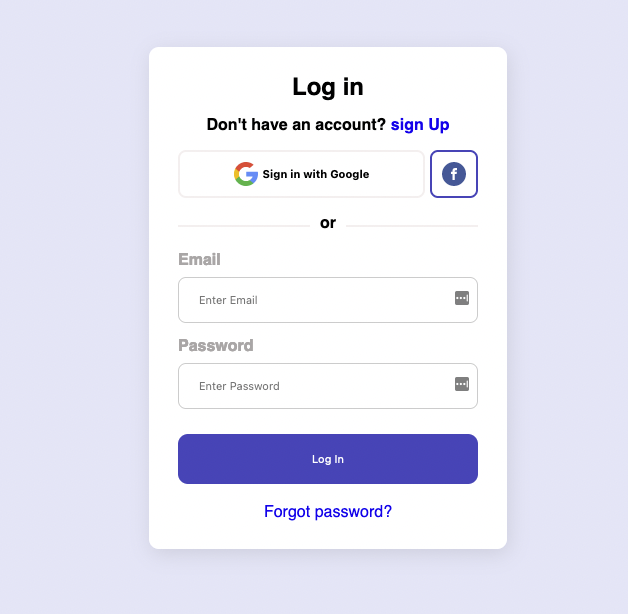 Log in
Don't have an account? sign Up
Sign in with Google
f
or
Email
Enter Email
Password
Enter Password
Log In
Forgot password?